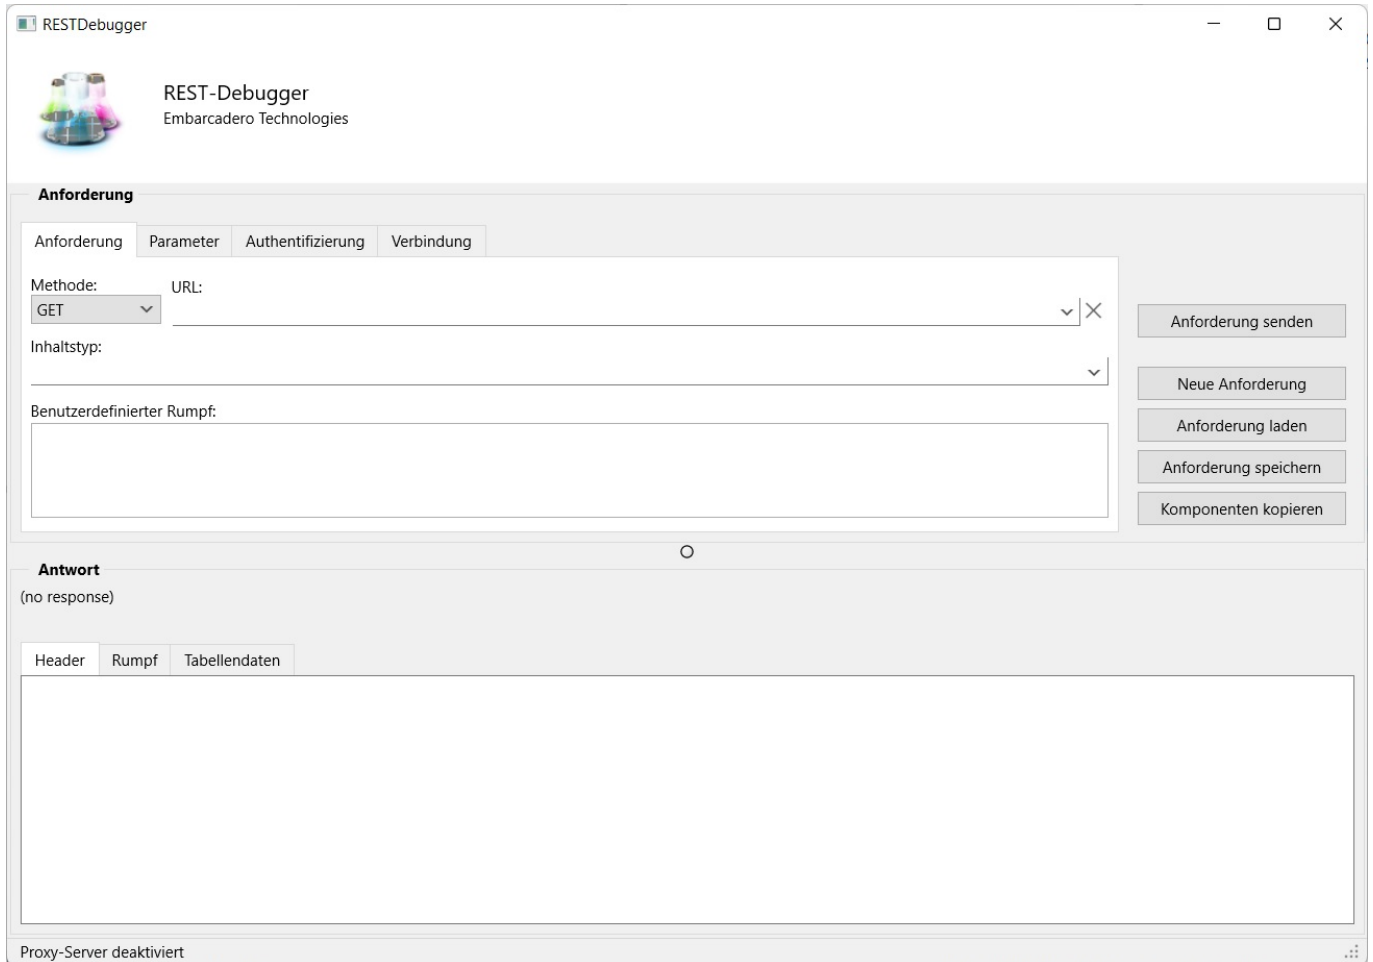 RESTDebugger
REST-Debugger
Embarcadero Technologies
Anforderung
Anforderung Parameter Authentifizierung Verbindung
Methode: URL:
GET
Anforderung senden
Inhaltstyp:
Neue Anforderung
Benutzerdefinierter Rumpf:
Anforderung laden
Anforderung speichern
Komponenten kopieren
Antwort
(no response)
Header Rumpf Tabellendaten
Proxy-Server deaktiviert